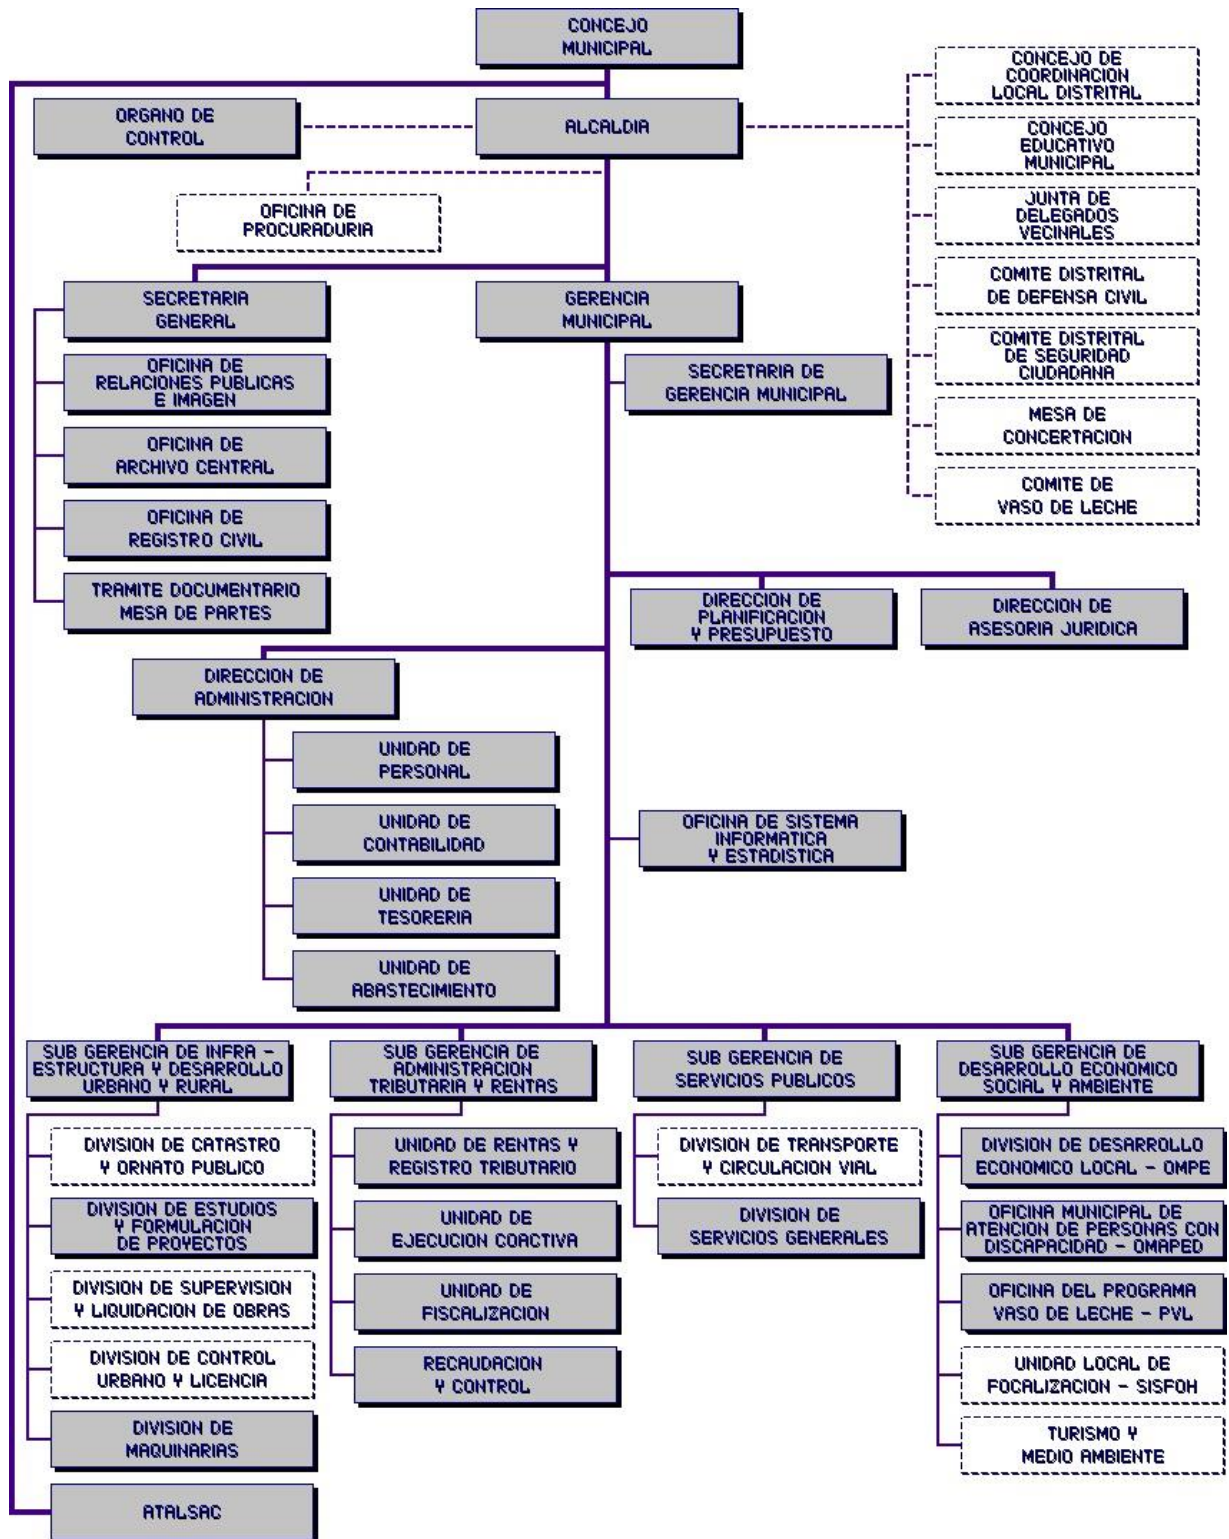 CONCEJO
MUNICIPAL
CONCEJO DE
COORDINACION
LOCAL DISTRITAL
ORGANO DE
CONTROL
ALCALDIA
CONCEJO
EDUCATIVO
MUNICIPAL
OFICINA DE
PROCURADURIA
JUNTA DE
DELEGADOS
VECINALES
SECRETARIA
GENERAL
GERENCIA
MUNICIPAL
COMITE DISTRITAL
DE DEFENSA CIVIL
OFICINA DE
RELACIONES PUBLICAS
E IMAGEN
SECRETARIA DE
GERENCIA MUNICIPAL
COMITE DISTRITAL
DE SEGURIDAD
CIUDADANA
OFICINA DE
ARCHIVO CENTRAL
MESA DE
CONCERTACION
OFICINA DE
REGISTRO CIVIL
COMITE DE
VASO DE LECHE
TRAMITE DOCUMENTARIO
MESA DE PARTES
DIRECCION DE
PLANIFICACION
Y PRESUPUESTO
DIRECCION DE
ASESORIA JURIDICA
DIRECCION DE
ADMINISTRACION
UNIDAD DE
PERSONAL
UNIDAD DE
CONTABILIDAD
OFICINA DE SISTEMA
INFORMATICA
Y ESTADISTICA
UNIDAD DE
TESORERIA
UNIDAD DE
ABASTECIMIENTO
SUB GERENCIA DE INFRA -
ESTRUCTURA Y DESARROLLO
URBANO Y RURAL
SUB GERENCIA DE
ADMINISTRACION
TRIBUTARIA Y RENTAS
SUB GERENCIA DE
SERVICIOS PUBLICOS
SUB GERENCIA DE
DESARROLLO ECONOMICO
SOCIAL Y AMBIENTE
DIVISION DE CATASTRO
Y ORNATO PUBLICO
UNIDAD DE RENTAS Y
REGISTRO TRIBUTARIO
DIVISION DE TRANSPORTE
Y CIRCULACION VIAL
DIVISION DE DESARROLLO
ECONOMICO LOCAL - OMPE
DIVISION DE ESTUDIOS
Y FORMULACION
DE PROYECTOS
UNIDAD DE
EJECUCION COACTIVA
DIVISION DE
SERVICIOS GENERALES
OFICINA MUNICIPAL DE
ATENCION DE PERSONAS CON
DISCAPACIDAD - OMAPED
DIVISION DE SUPERVISION
Y LIQUIDACION DE OBRAS
UNIDAD DE
FISCALIZACION
OFICINA DEL PROGRAMA
VASO DE LECHE - PVL
DIVISION DE CONTROL
URBANO Y LICENCIA
RECAUDACION
Y CONTROL
UNIDAD LOCAL DE
FOCALIZACION - SISFOH
DIVISION DE
MAQUINARIAS
TURISMO Y
MEDIO AMBIENTE
ATALSAC